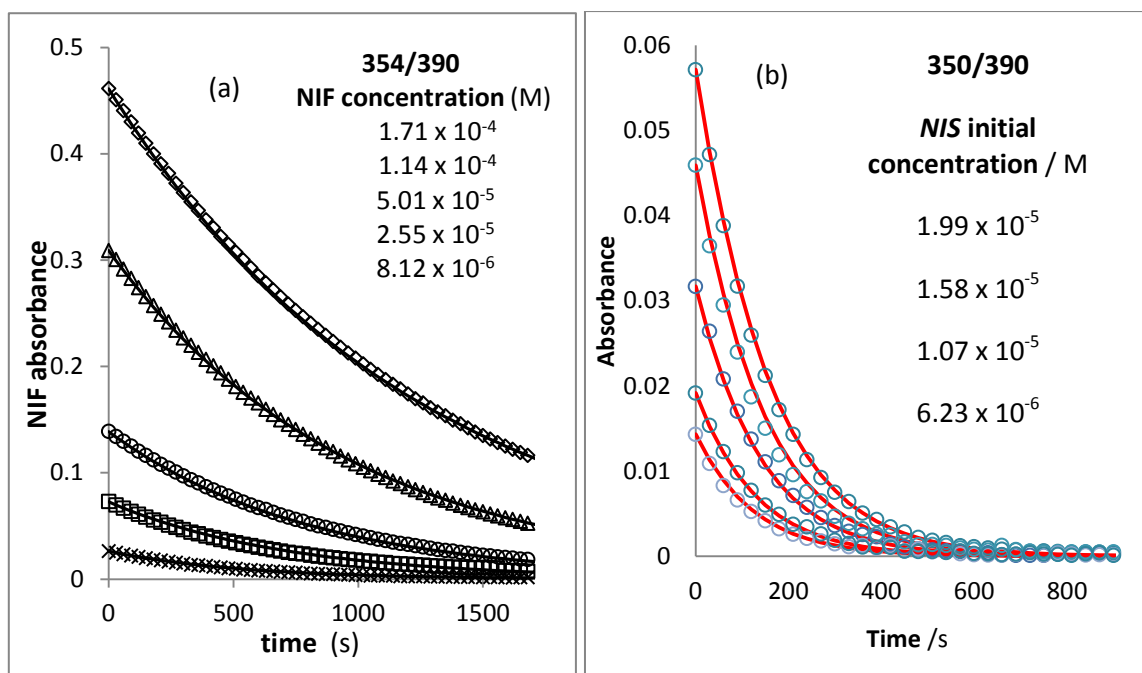 (a)
354/390
NIF concentration (M)
1.71 x 10⁻⁴
1.14 x 10⁻⁴
5.01 x 10⁻⁵
2.55 x 10⁻⁵
8.12 x 10⁻⁶
NIF absorbance
0.5
0.4
0.3
0.2
0.1
0
0 500 1000 1500
time (s)
(b)
350/390
NIS initial
concentration / M
1.99 x 10⁻⁵
1.58 x 10⁻⁵
1.07 x 10⁻⁵
6.23 x 10⁻⁶
Absorbance
0.06
0.05
0.04
0.03
0.02
0.01
0
0 200 400 600 800
Time /s